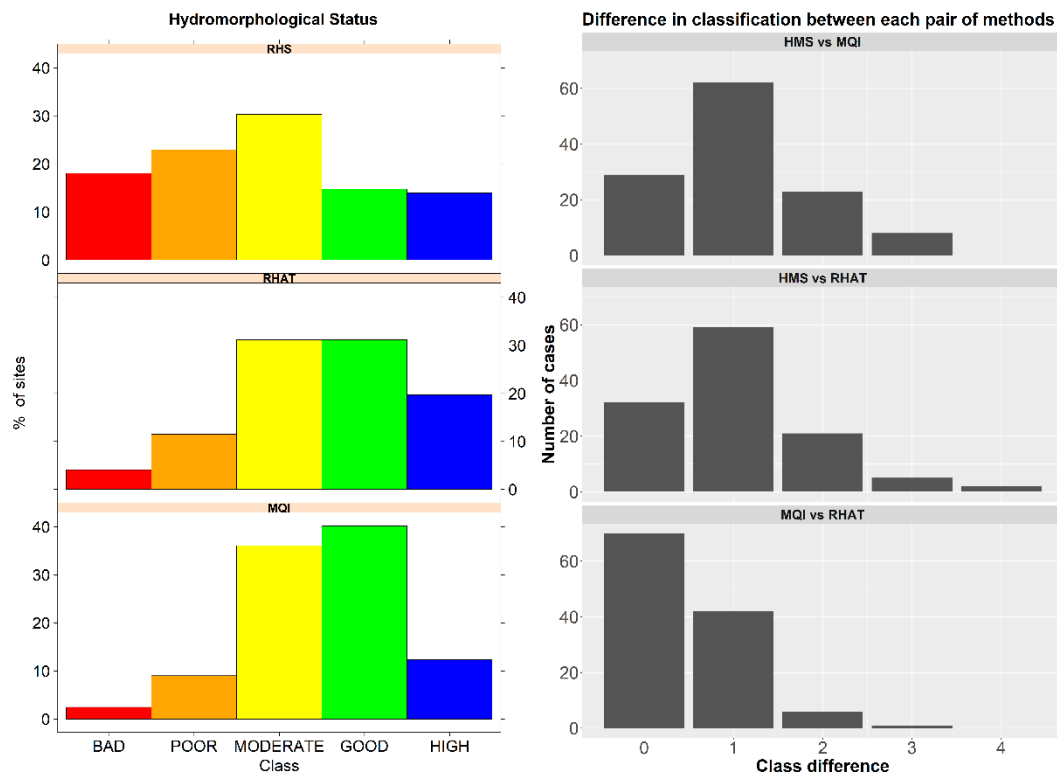 Hydromorphological Status
RHS
40
30
20
10
0
RHAT
40
30
20
10
0
MQI
40
30
20
10
0
% of sites
BAD POOR MODERATE GOOD HIGH
Class
Difference in classification between each pair of methods
HMS vs MQI
60
40
20
0
HMS vs RHAT
60
40
20
0
MQI vs RHAT
60
40
20
0
Number of cases
0 1 2 3 4
Class difference